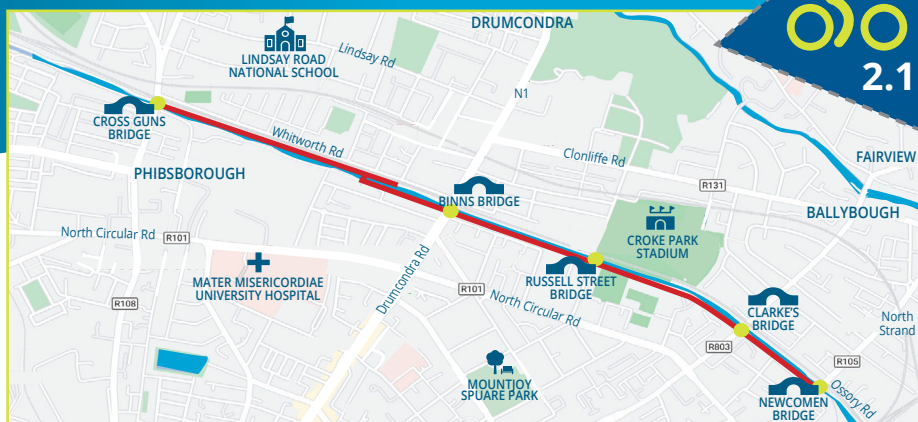 DRUMCONDRA
2.1
LINDSAY ROAD
NATIONAL SCHOOL
Lindsay Rd
N1
CROSS GUNS
BRIDGE
Whitworth Rd
Clonliffe Rd
FAIRVIEW
PHIBSBOROUGH
R131
BINNS BRIDGE
BALLYBOUGH
North Circular Rd
R101
CROKE PARK
STADIUM
MATER MISERICORDIAE
UNIVERSITY HOSPITAL
Drumcondra Rd
RUSSELL STREET
BRIDGE
R101
North Circular Rd
R108
CLARKE'S
BRIDGE
North
Strand
R803
R105
MOUNTJOY
SPUARE PARK
NEWCOMEN
BRIDGE
Ossory Rd